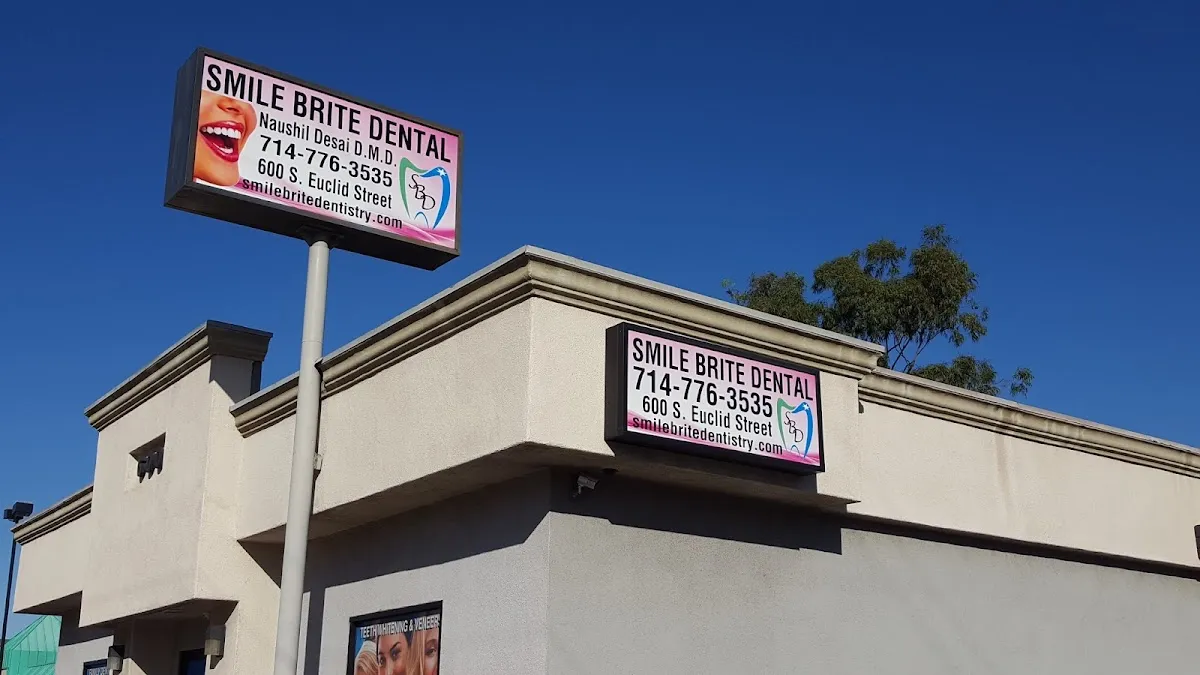 SMILE BRITE DENTAL
Naushil Desai D.M.D.
714-776-3535
600 S. Euclid Street
smilebritedentistry.com
SBD
SMILE BRITE DENTAL
714-776-3535
600 S. Euclid Street
smilebritedentistry.com
SBD
TEETH WHITENING & VENEER